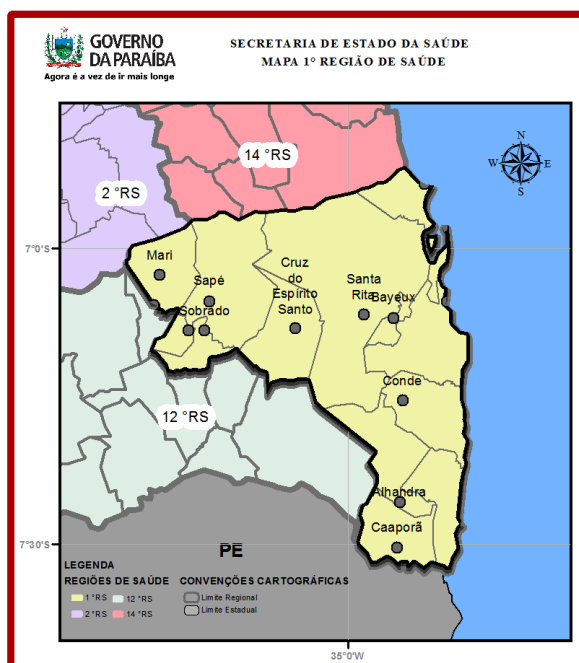 GOVERNO
DA PARAÍBA
Agora é a vez de ir mais longe
SECRETARIA DE ESTADO DA SAÚDE
MAPA 1° REGIÃO DE SAÚDE
14 °RS
2 °RS
N
W
E
S
7°0'S
Mari
Sapé
Cruz
do
Espírito
Santo
Santa
Rita
Bayeux
Sobrado
Conde
12 °RS
Alhandra
Caaporã
7°30'S
PE
LEGENDA
REGIÕES DE SAÚDE
1 °RS
12 °RS
2 °RS
14 °RS
CONVENÇÕES CARTOGRÁFICAS
Limite Regional
Limite Estadual
35°0'W